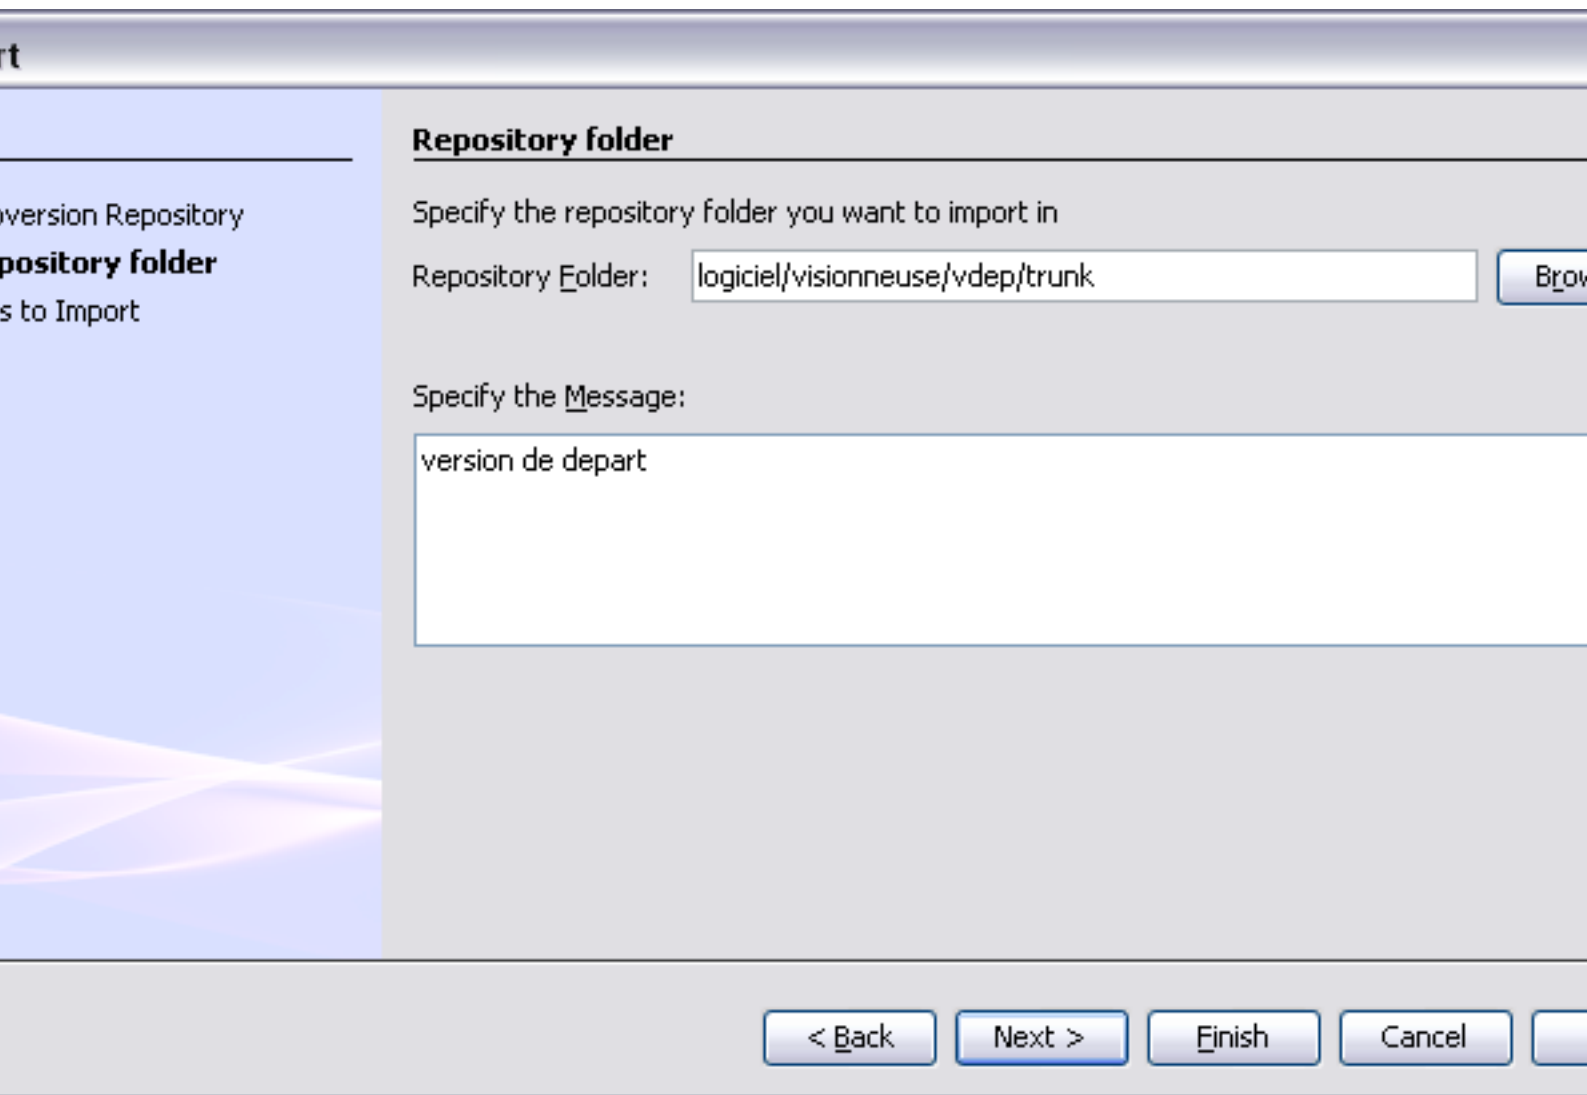 rt
Repository folder
version Repository
Specify the repository folder you want to import in
pository folder
Repository Folder: logiciel/visionneuse/vdep/trunk Brow
s to Import
Specify the Message:
version de depart
< Back Next > Finish Cancel